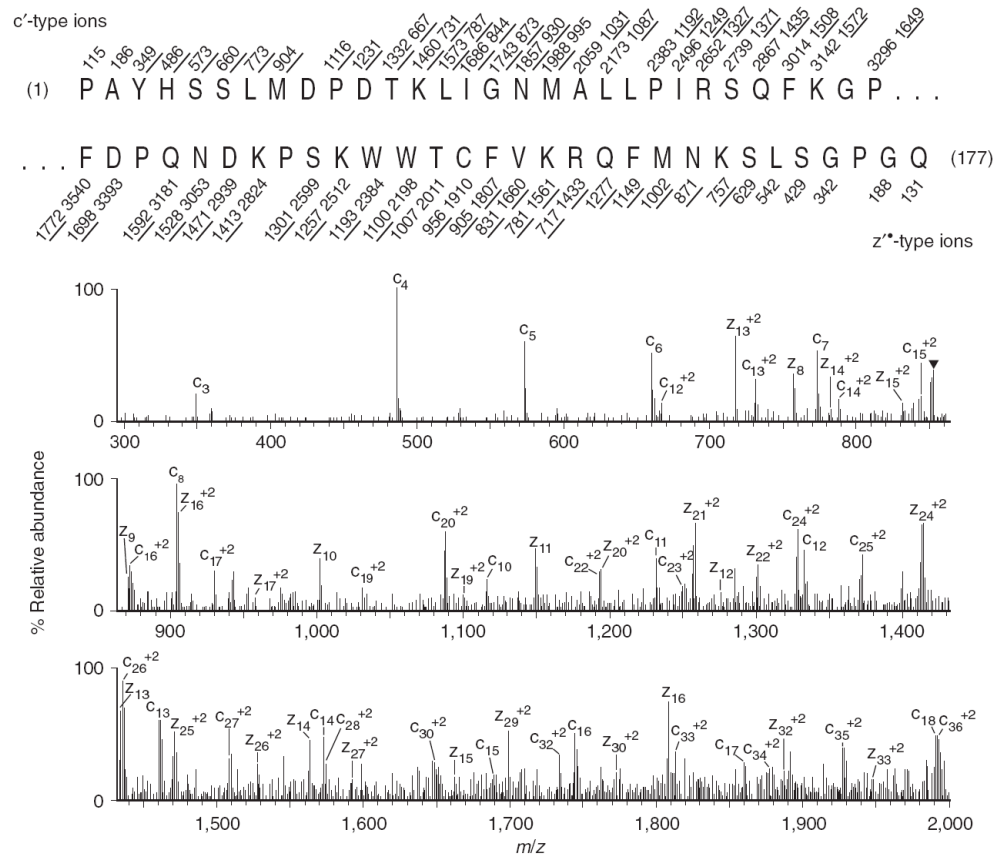 c′-type ions
115 186 349 486 573 660 773 904 1116 1231 1332 667 1460 731 1573 787 1686 844 1743 873 1857 930 1988 995 2059 1031 2173 1087 2383 1192 2496 1249 2652 1327 2739 1371 2867 1435 3014 1508 3142 1572 3296 1649
(1) P A Y H S S L M D P D T K L I G N M A L L P I R S Q F K G P . . .
. . . F D P Q N D K P S K W W T C F V K R Q F M N K S L S G P G Q (177)
1772 3540 1698 3393 1592 3181 1528 3053 1471 2939 1413 2824 1301 2599 1257 2512 1193 2384 1100 2198 1007 2011 956 1910 905 1807 831 1660 781 1561 717 1433 1277 1149 1002 871 757 629 542 429 342 188 131
z′•-type ions
% Relative abundance
100
0
c3 c4 c5 c6 c12+2 z13+2 c13+2 z8 c7 z14+2 c14+2 z15+2 c15+2
300 400 500 600 700 800
100
0
z9 c16+2 c8 z16+2 c17+2 z17+2 z10 c19+2 c20+2 z19+2 c10 z11 c22+2 z20+2 c11 c23+2 z21+2 z12 z22+2 c24+2 c12 c25+2 z24+2
900 1,000 1,100 1,200 1,300 1,400
100
0
c26+2 z13 c13 z25+2 c27+2 z26+2 z14 c14 c28+2 z27+2 c30+2 z15 c15 z29+2 c32+2 c16 z30+2 z16 c33+2 c17 c34+2 z32+2 c35+2 z33+2 c18 c36+2
1,500 1,600 1,700 1,800 1,900 2,000
m/z